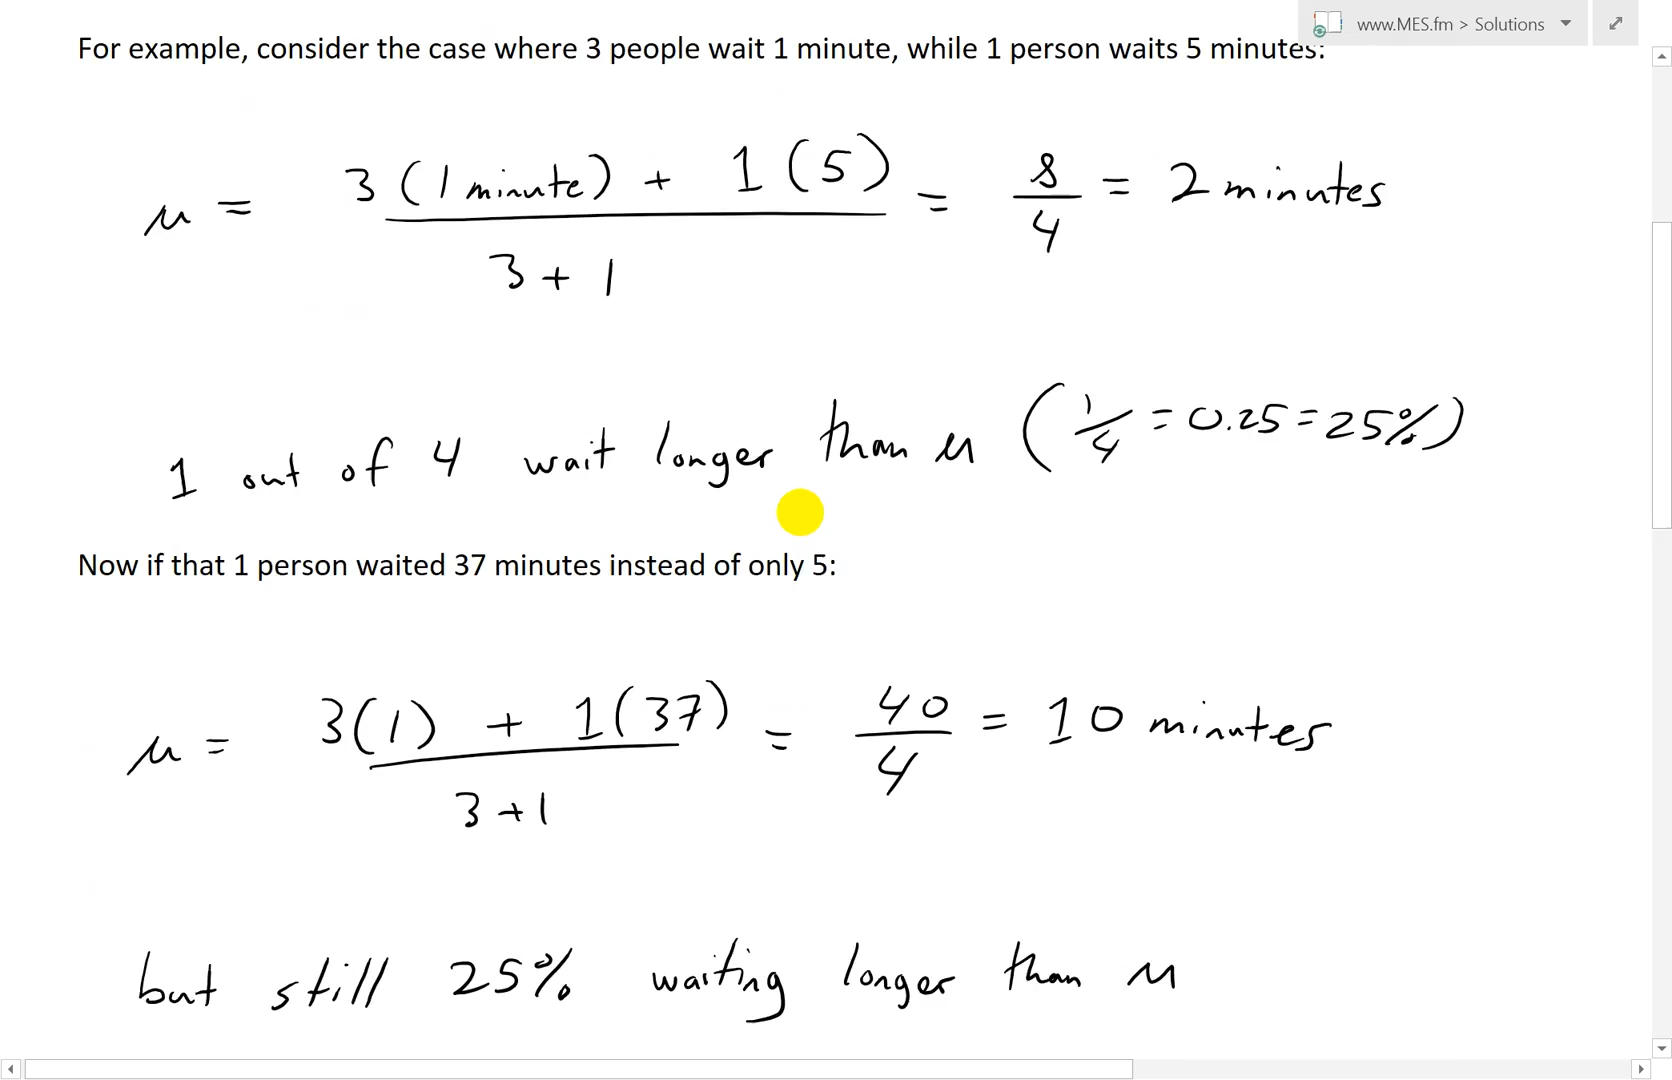 www.MES.fm > Solutions
For example, consider the case where 3 people wait 1 minute, while 1 person waits 5 minutes:
μ = 3 (1 minute) + 1 (5) / 3 + 1 = 8/4 = 2 minutes
1 out of 4 wait longer than μ (1/4 = 0.25 = 25%)
Now if that 1 person waited 37 minutes instead of only 5:
μ = 3(1) + 1(37) / 3 + 1 = 40/4 = 10 minutes
but still 25% waiting longer than μ